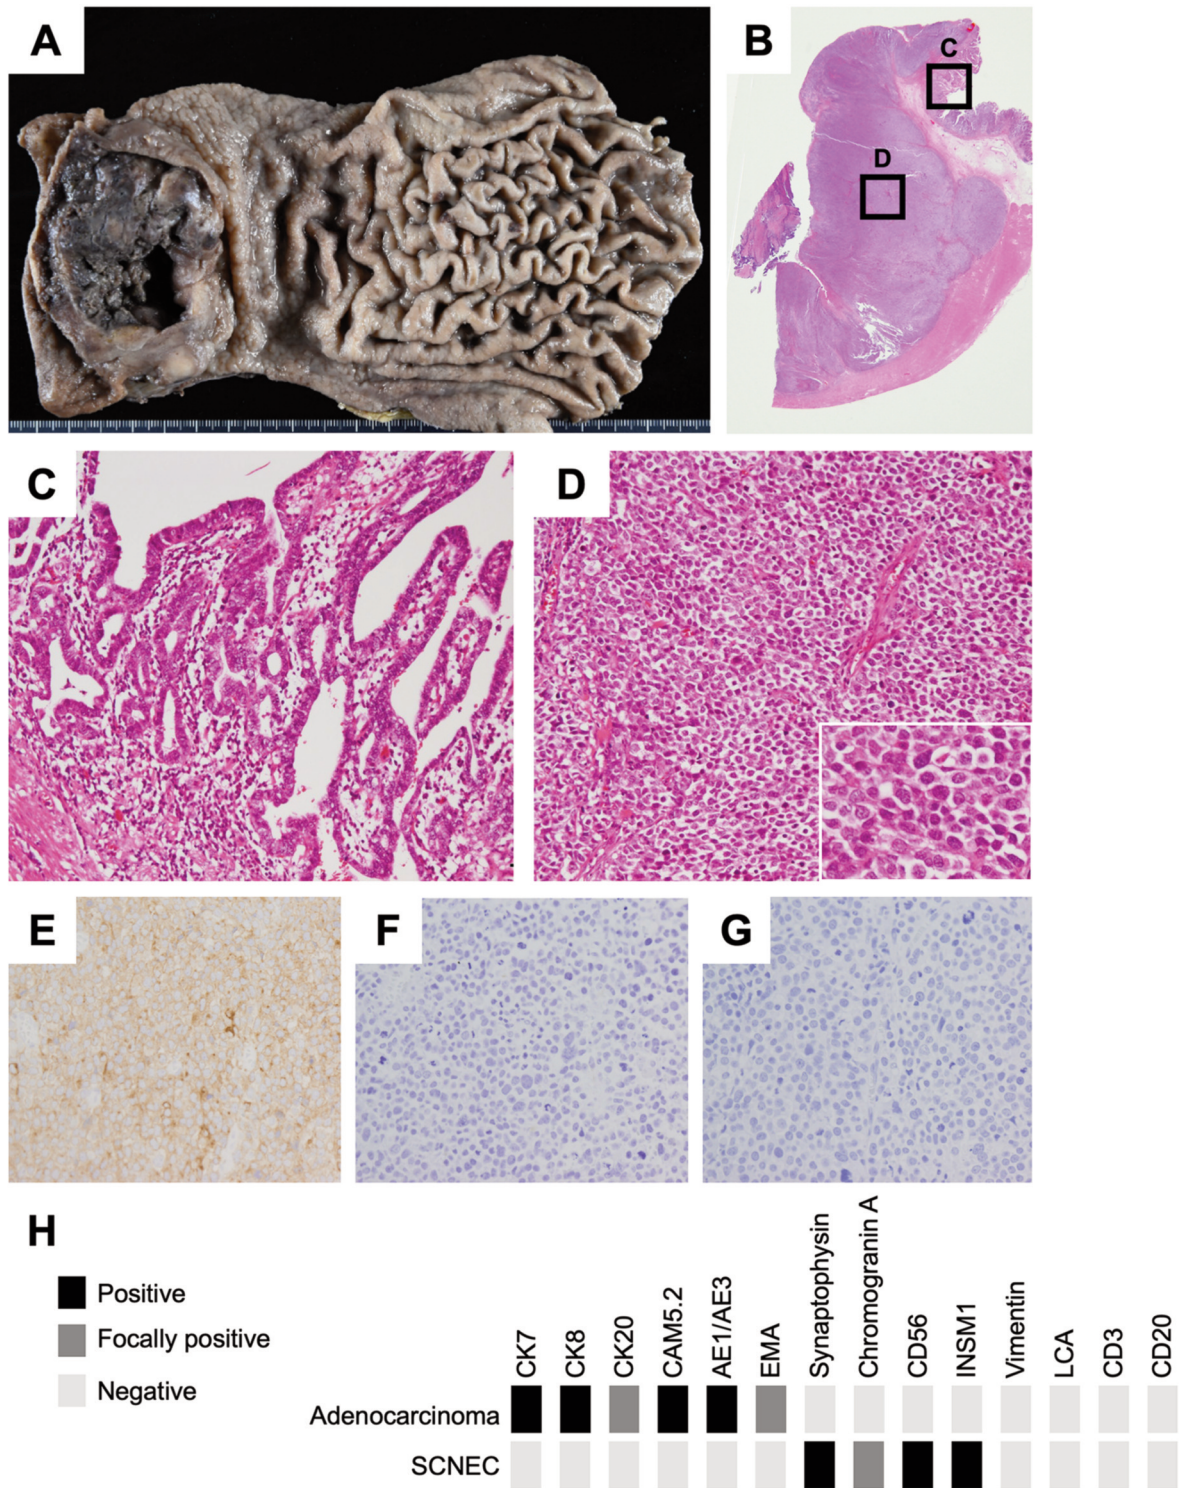 A
B
C
D
C
D
E
F
G
H
Positive
Focally positive
Negative
CK7
CK8
CK20
CAM5.2
AE1/AE3
EMA
Synaptophysin
Chromogranin A
CD56
INSM1
Vimentin
LCA
CD3
CD20
Adenocarcinoma
SCNEC